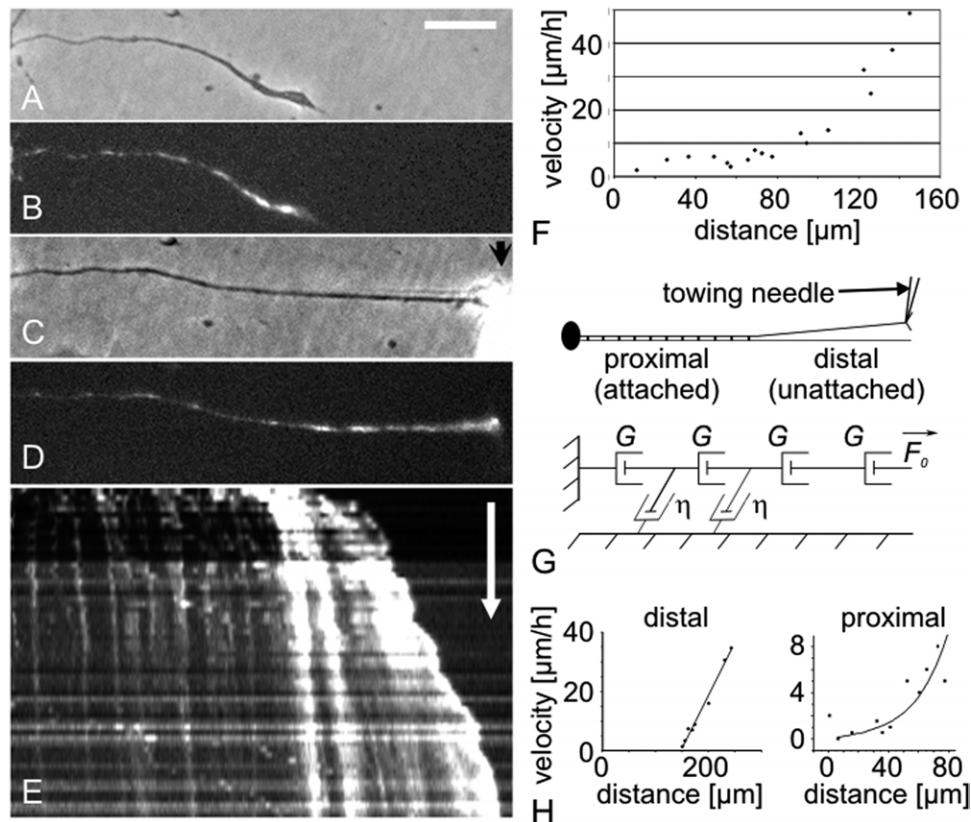 A
B
C
D
E
velocity [µm/h]
40
20
0
0 40 80 120 160
distance [µm]
F
towing needle
proximal
(attached)
distal
(unattached)
G G G G
F₀
η η
G
distal
proximal
velocity [µm/h]
40
20
0
0 200
distance [µm]
8
4
0
0 40 80
distance [µm]
H